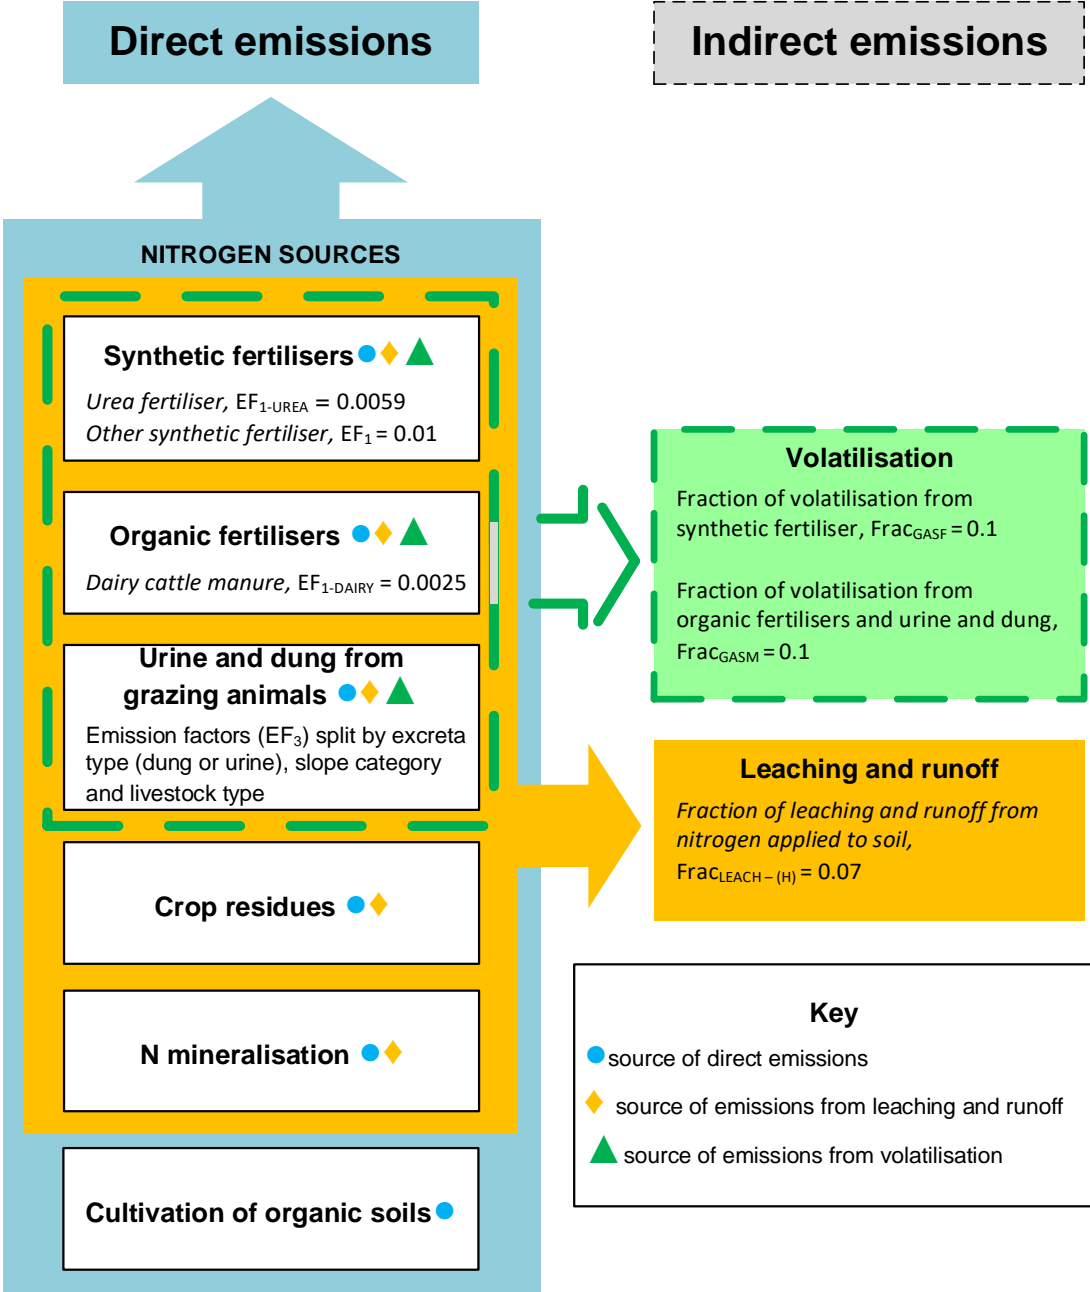 Direct emissions
Indirect emissions
NITROGEN SOURCES
Synthetic fertilisers
Urea fertiliser, EF1-UREA = 0.0059
Other synthetic fertiliser, EF1 = 0.01
Organic fertilisers
Dairy cattle manure, EF1-DAIRY = 0.0025
Urine and dung from
grazing animals
Emission factors (EF3) split by excreta
type (dung or urine), slope category
and livestock type
Crop residues
N mineralisation
Cultivation of organic soils
Volatilisation
Fraction of volatilisation from
synthetic fertiliser, FracGASF = 0.1
Fraction of volatilisation from
organic fertilisers and urine and dung,
FracGASM = 0.1
Leaching and runoff
Fraction of leaching and runoff from
nitrogen applied to soil,
FracLEACH – (H) = 0.07
Key
source of direct emissions
source of emissions from leaching and runoff
source of emissions from volatilisation